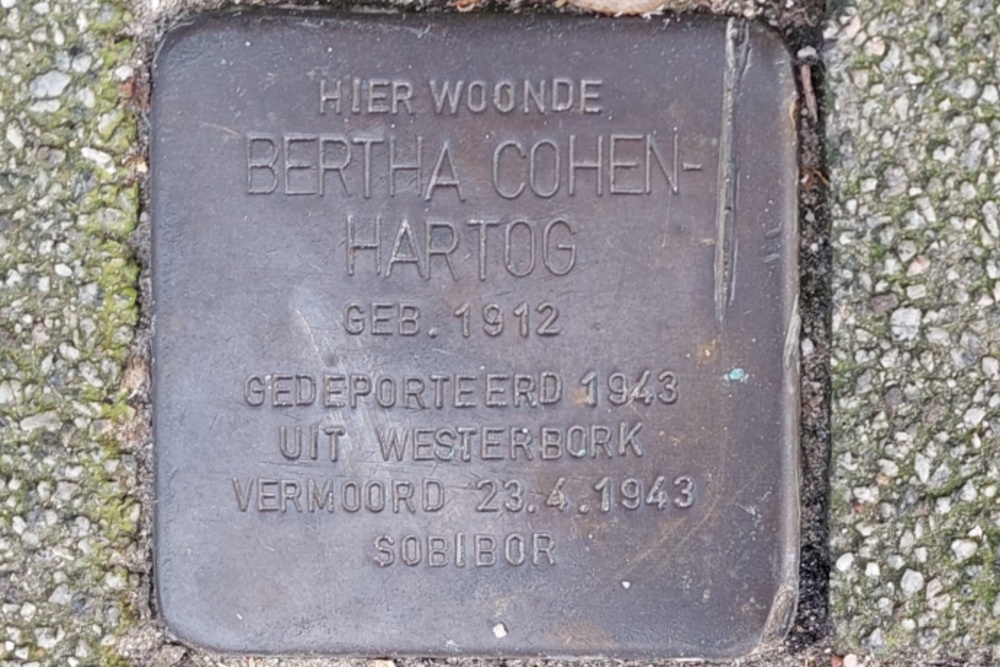 HIER WOONDE
BERTHA COHEN-
HARTOG
GEB. 1912
GEDEPORTEERD 1943
UIT WESTERBORK
VERMOORD 23.4.1943
SOBIBOR